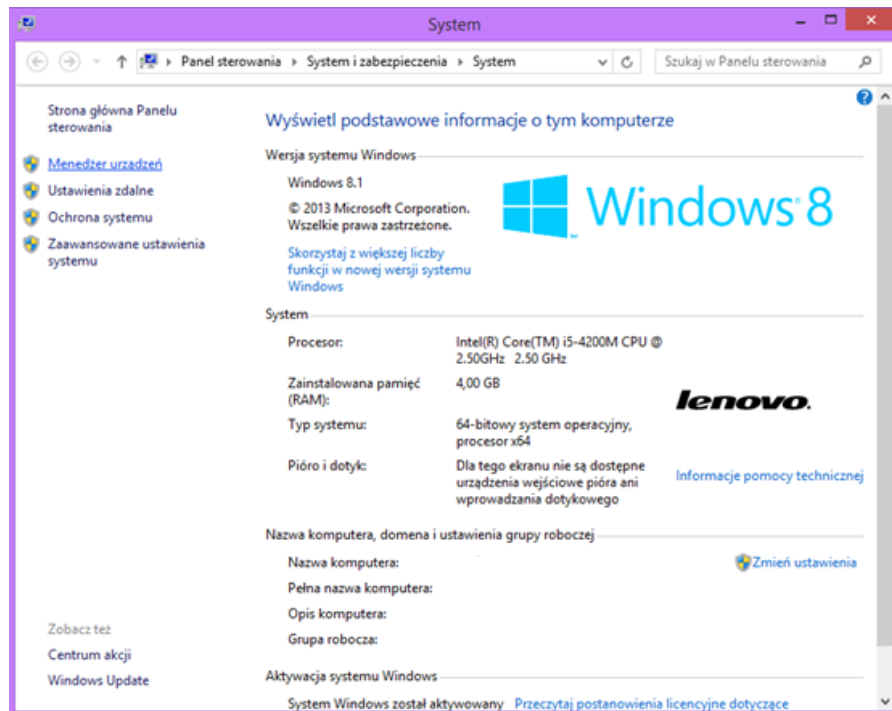 System
Panel sterowania ▸ System i zabezpieczenia ▸ System
Szukaj w Panelu sterowania
Strona główna Panelu
sterowania
Menedżer urządzeń
Ustawienia zdalne
Ochrona systemu
Zaawansowane ustawienia
systemu
Wyświetl podstawowe informacje o tym komputerze
Wersja systemu Windows
Windows 8.1
© 2013 Microsoft Corporation.
Wszelkie prawa zastrzeżone.
Skorzystaj z większej liczby
funkcji w nowej wersji systemu
Windows
Windows 8
System
Procesor: Intel(R) Core(TM) i5-4200M CPU @
2.50GHz 2.50 GHz
Zainstalowana pamięć 4,00 GB
(RAM):
Typ systemu: 64-bitowy system operacyjny,
procesor x64
Pióro i dotyk: Dla tego ekranu nie są dostępne
urządzenia wejściowe pióra ani
wprowadzania dotykowego
lenovo.
Informacje pomocy technicznej
Nazwa komputera, domena i ustawienia grupy roboczej
Nazwa komputera:
Zmień ustawienia
Pełna nazwa komputera:
Opis komputera:
Grupa robocza:
Aktywacja systemu Windows
System Windows został aktywowany Przeczytaj postanowienia licencyjne dotyczące
Zobacz też
Centrum akcji
Windows Update